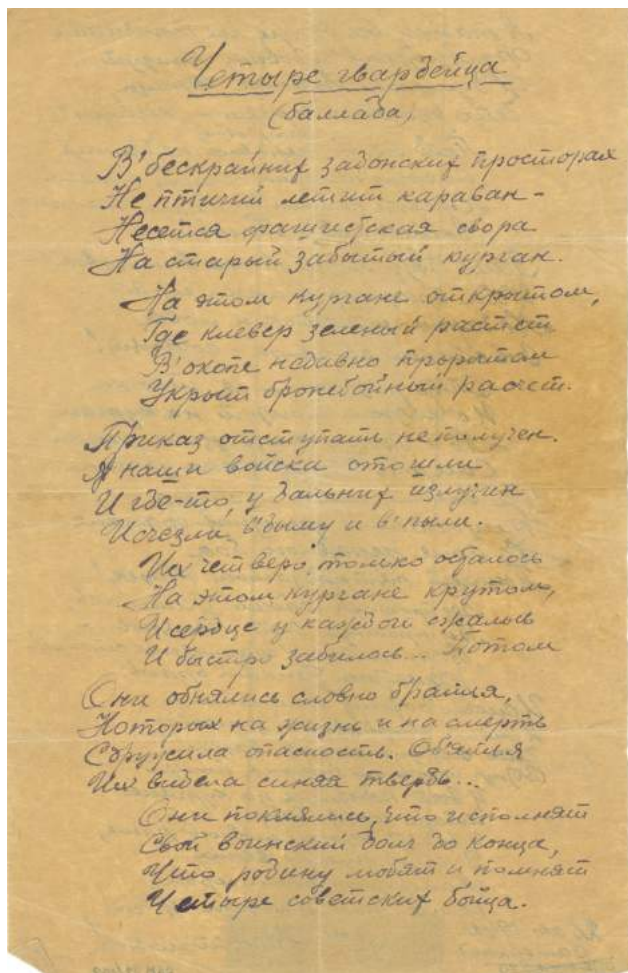 Четыре гвардейца
(баллада)
В' бескрайних задонских просторах
Не птичий летит караван –
Несется фашистская свора
На старый забытый курган.
На этом кургане открытом,
Где клевер зеленый растет
В' окопе недавно прорытом
Укрыт бронебойный расчет.
Приказ отступать не получен.
А наши войска отошли
И где-то, у дальних излучин
Исчезли, в' дыму и в' пыли.
Их четверо только осталось
На этом кургане крутом,
И сердце у каждого сжалось
И быстро забилось... Потом
Они обнялись словно братья,
Которых на жизнь и на смерть
Сдружила опасность. Об'ятья
Их видела синяя твердь...
Они поклялись, что исполнят
Свой воинский долг до конца,
Что родину любят и помнят
Четыре советских бойца.